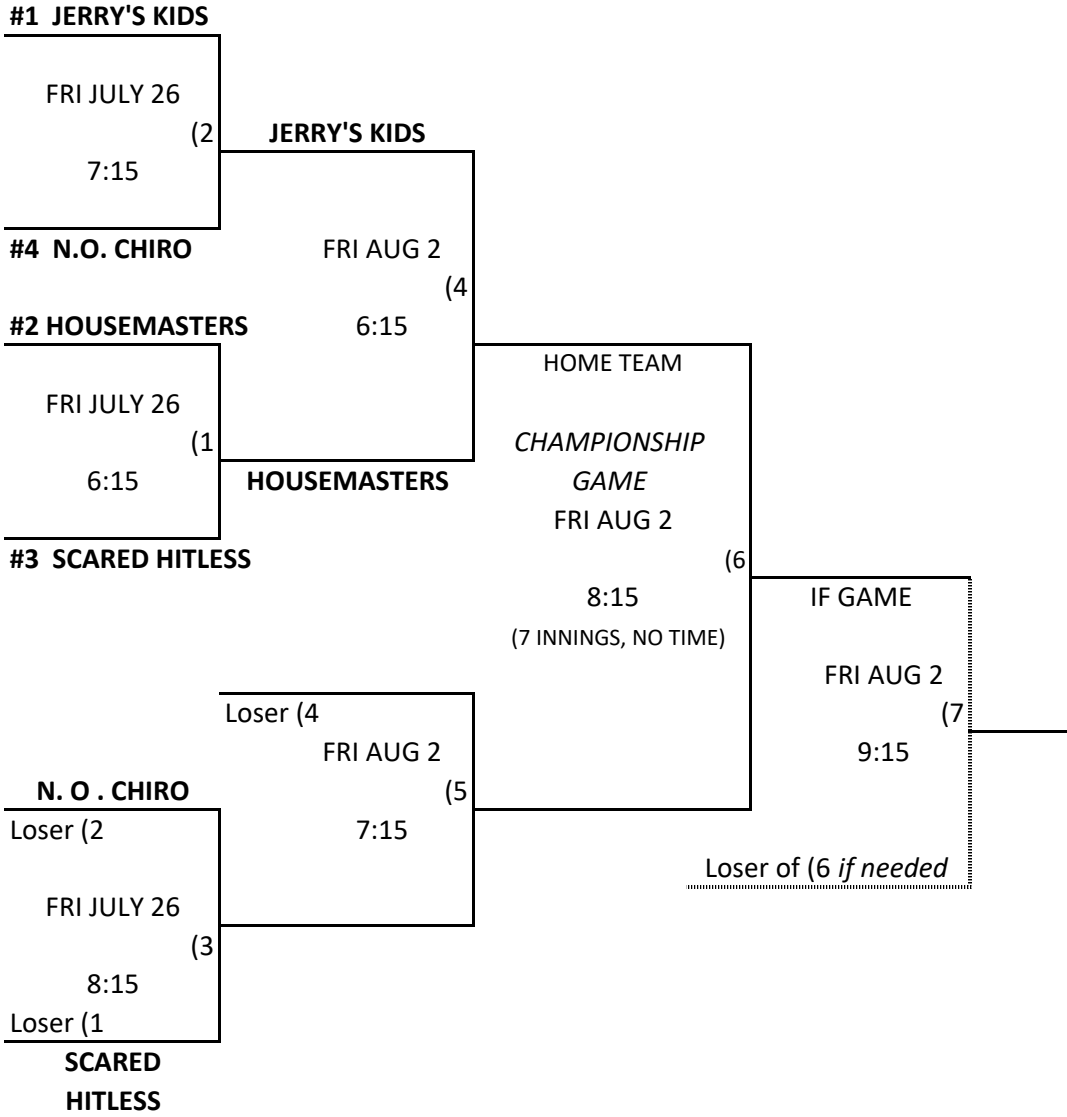 #1  JERRY'S KIDS
FRI JULY 26
(2
JERRY'S KIDS
7:15
#4  N.O. CHIRO
FRI AUG 2
(4
#2 HOUSEMASTERS
6:15
HOME TEAM
FRI JULY 26
(1
CHAMPIONSHIP
6:15
HOUSEMASTERS
GAME
FRI AUG 2
#3  SCARED HITLESS
(6
8:15
IF GAME
(7 INNINGS, NO TIME)
FRI AUG 2
Loser (4
(7
FRI AUG 2
9:15
N. O . CHIRO
(5
Loser (2
7:15
Loser of (6 if needed
FRI JULY 26
(3
8:15
Loser (1
SCARED
HITLESS